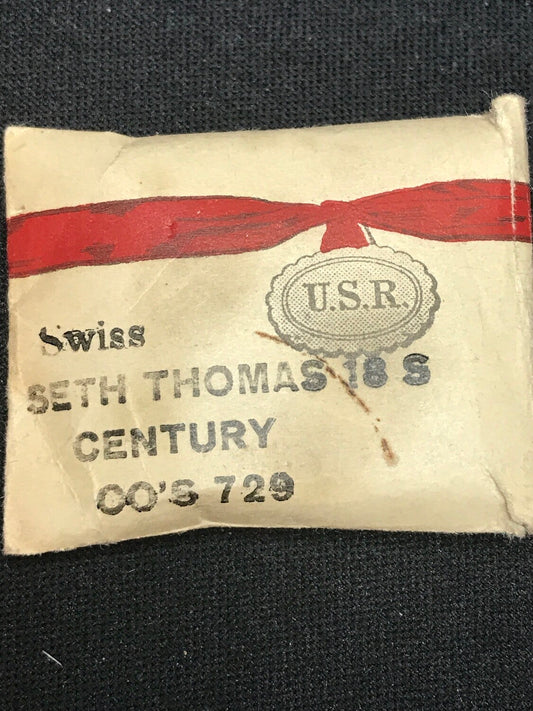 U.S.R.
Swiss
SETH THOMAS 18 S
CENTURY
CO'S 729